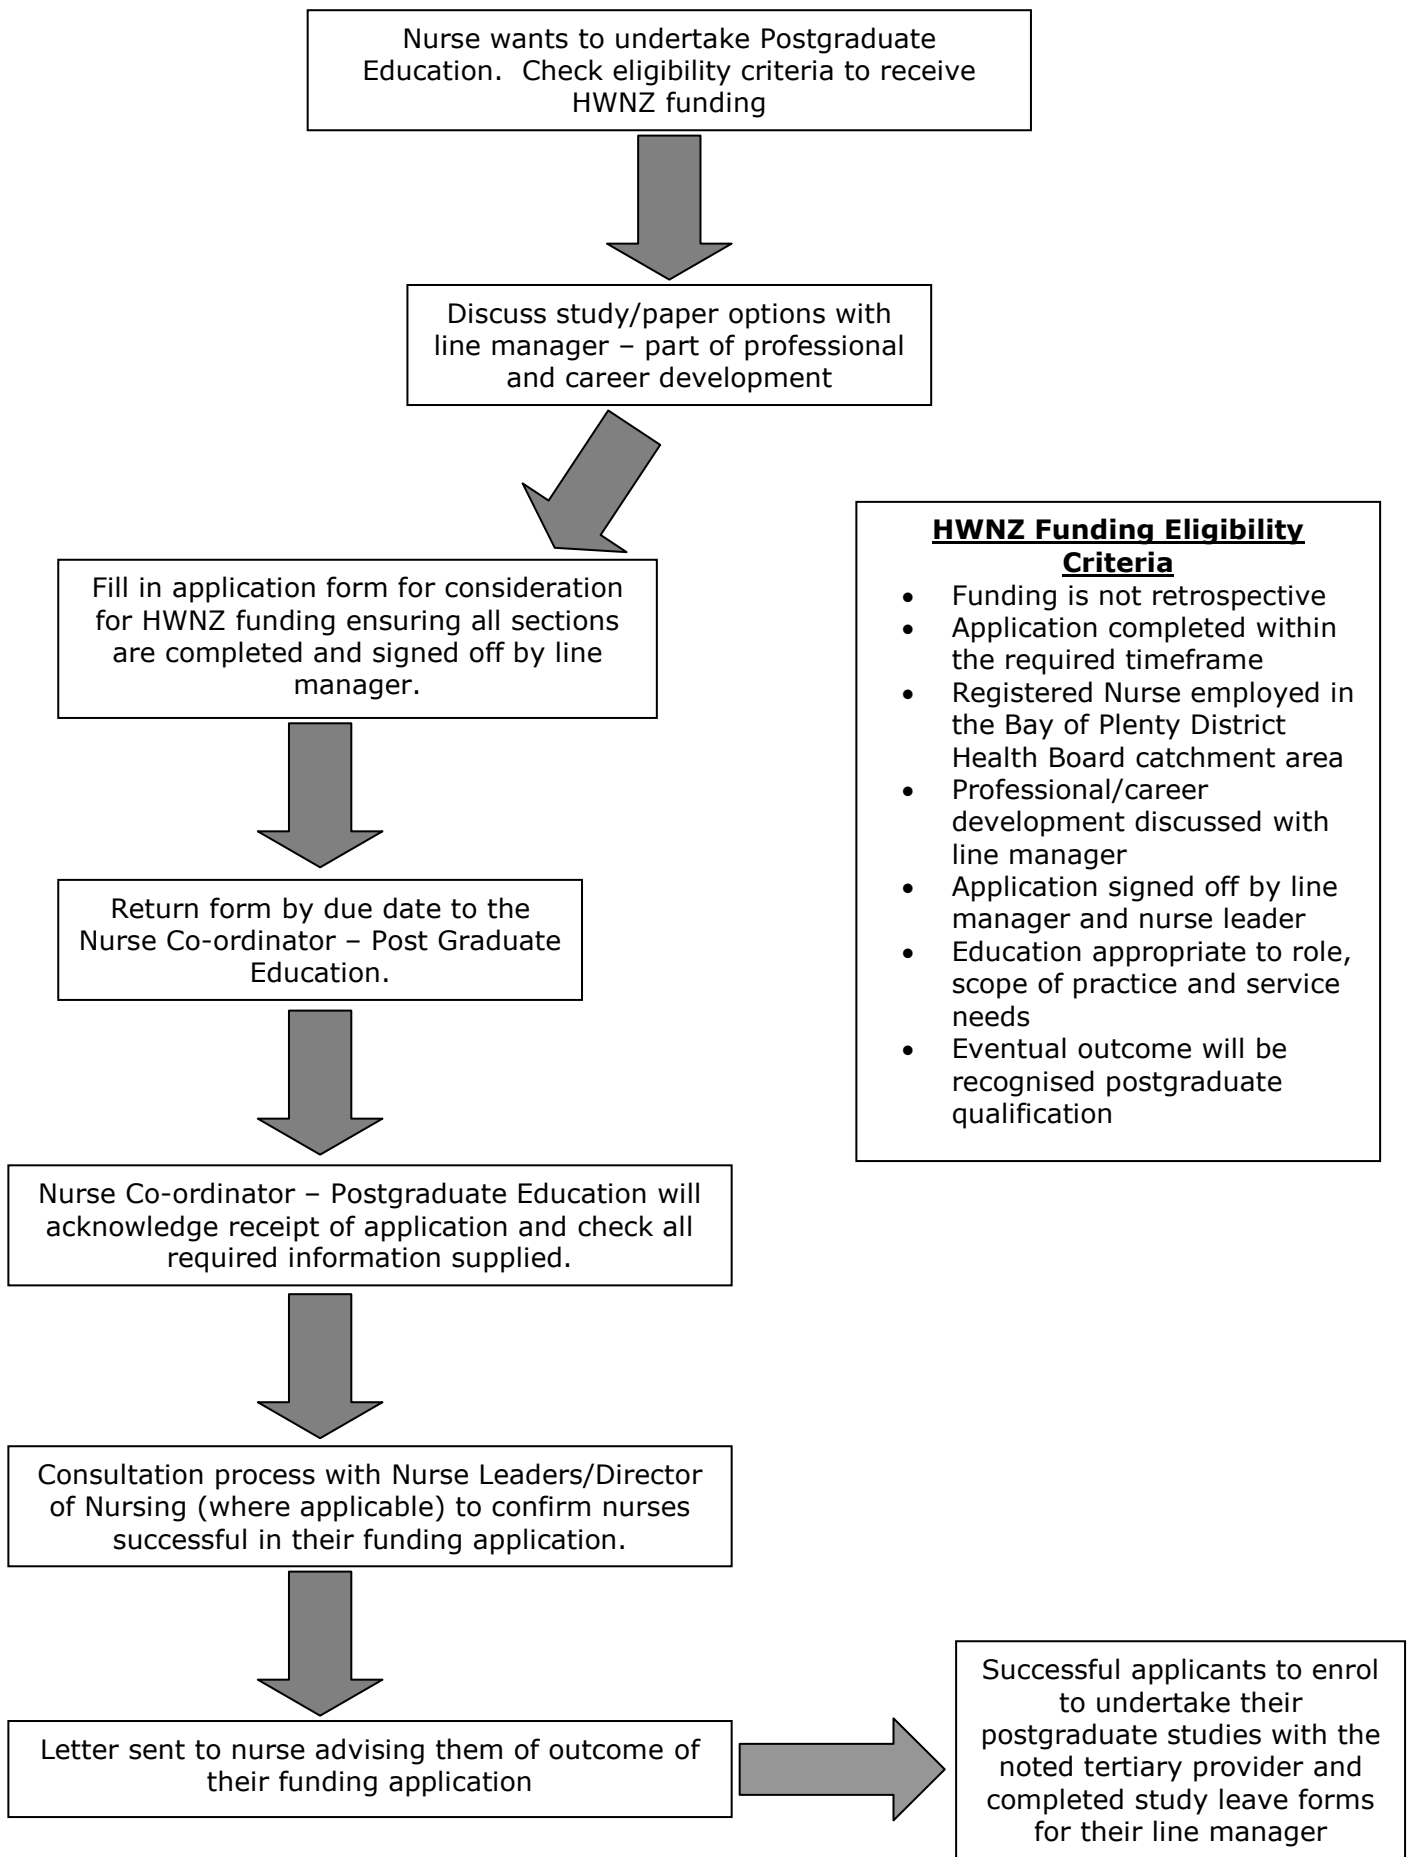 Nurse wants to undertake Postgraduate
Education.  Check eligibility criteria to receive
HWNZ funding
Discuss study/paper options with
line manager – part of professional
and career development
Fill in application form for consideration
for HWNZ funding ensuring all sections
are completed and signed off by line
manager.
Return form by due date to the
Nurse Co-ordinator – Post Graduate
Education.
Nurse Co-ordinator – Postgraduate Education will
acknowledge receipt of application and check all
required information supplied.
Consultation process with Nurse Leaders/Director
of Nursing (where applicable) to confirm nurses
successful in their funding application.
Letter sent to nurse advising them of outcome of
their funding application
Successful applicants to enrol
to undertake their
postgraduate studies with the
noted tertiary provider and
completed study leave forms
for their line manager
HWNZ Funding Eligibility
Criteria
• Funding is not retrospective
• Application completed within
the required timeframe
• Registered Nurse employed in
the Bay of Plenty District
Health Board catchment area
• Professional/career
development discussed with
line manager
• Application signed off by line
manager and nurse leader
• Education appropriate to role,
scope of practice and service
needs
• Eventual outcome will be
recognised postgraduate
qualification